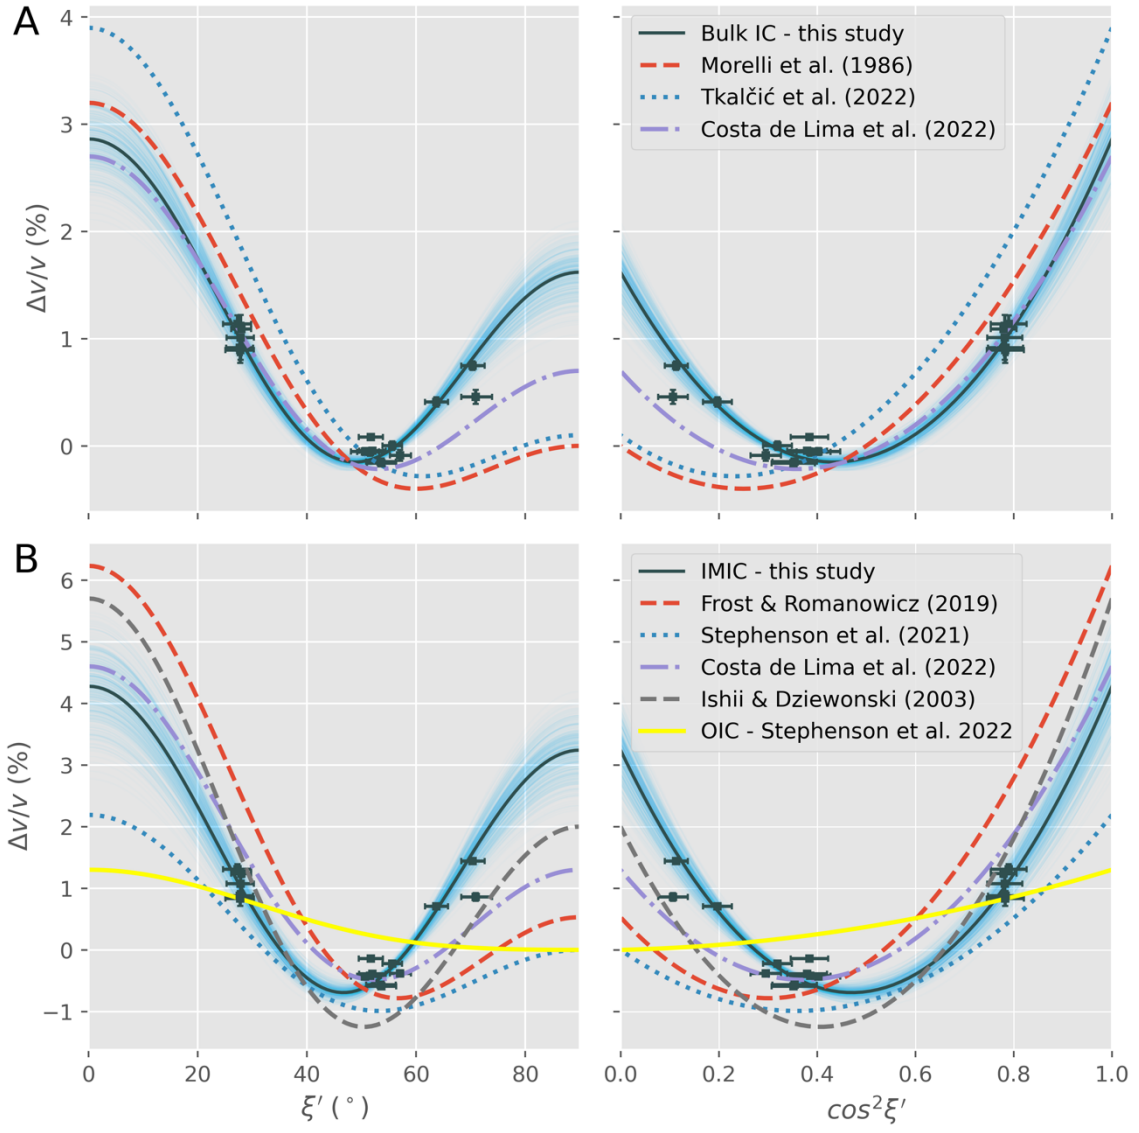 A
4
3
2
1
0
Δv/v (%)
Bulk IC - this study
Morelli et al. (1986)
Tkalčić et al. (2022)
Costa de Lima et al. (2022)
B
6
5
4
3
2
1
0
−1
Δv/v (%)
IMIC - this study
Frost & Romanowicz (2019)
Stephenson et al. (2021)
Costa de Lima et al. (2022)
Ishii & Dziewonski (2003)
OIC - Stephenson et al. 2022
0 20 40 60 80
ξ′ (°)
0.0 0.2 0.4 0.6 0.8 1.0
cos²ξ′